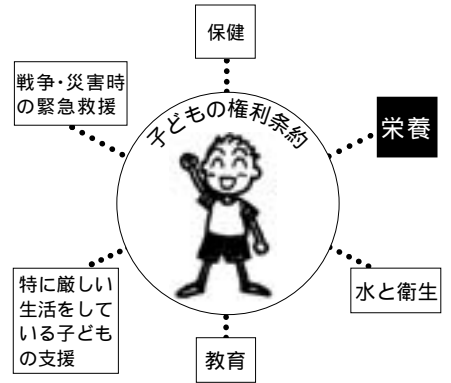 保健
戦争・災害時
の緊急救援
子どもの権利条約
栄養
特に厳しい
生活をして
いる子ども
の支援
水と衛生
教育